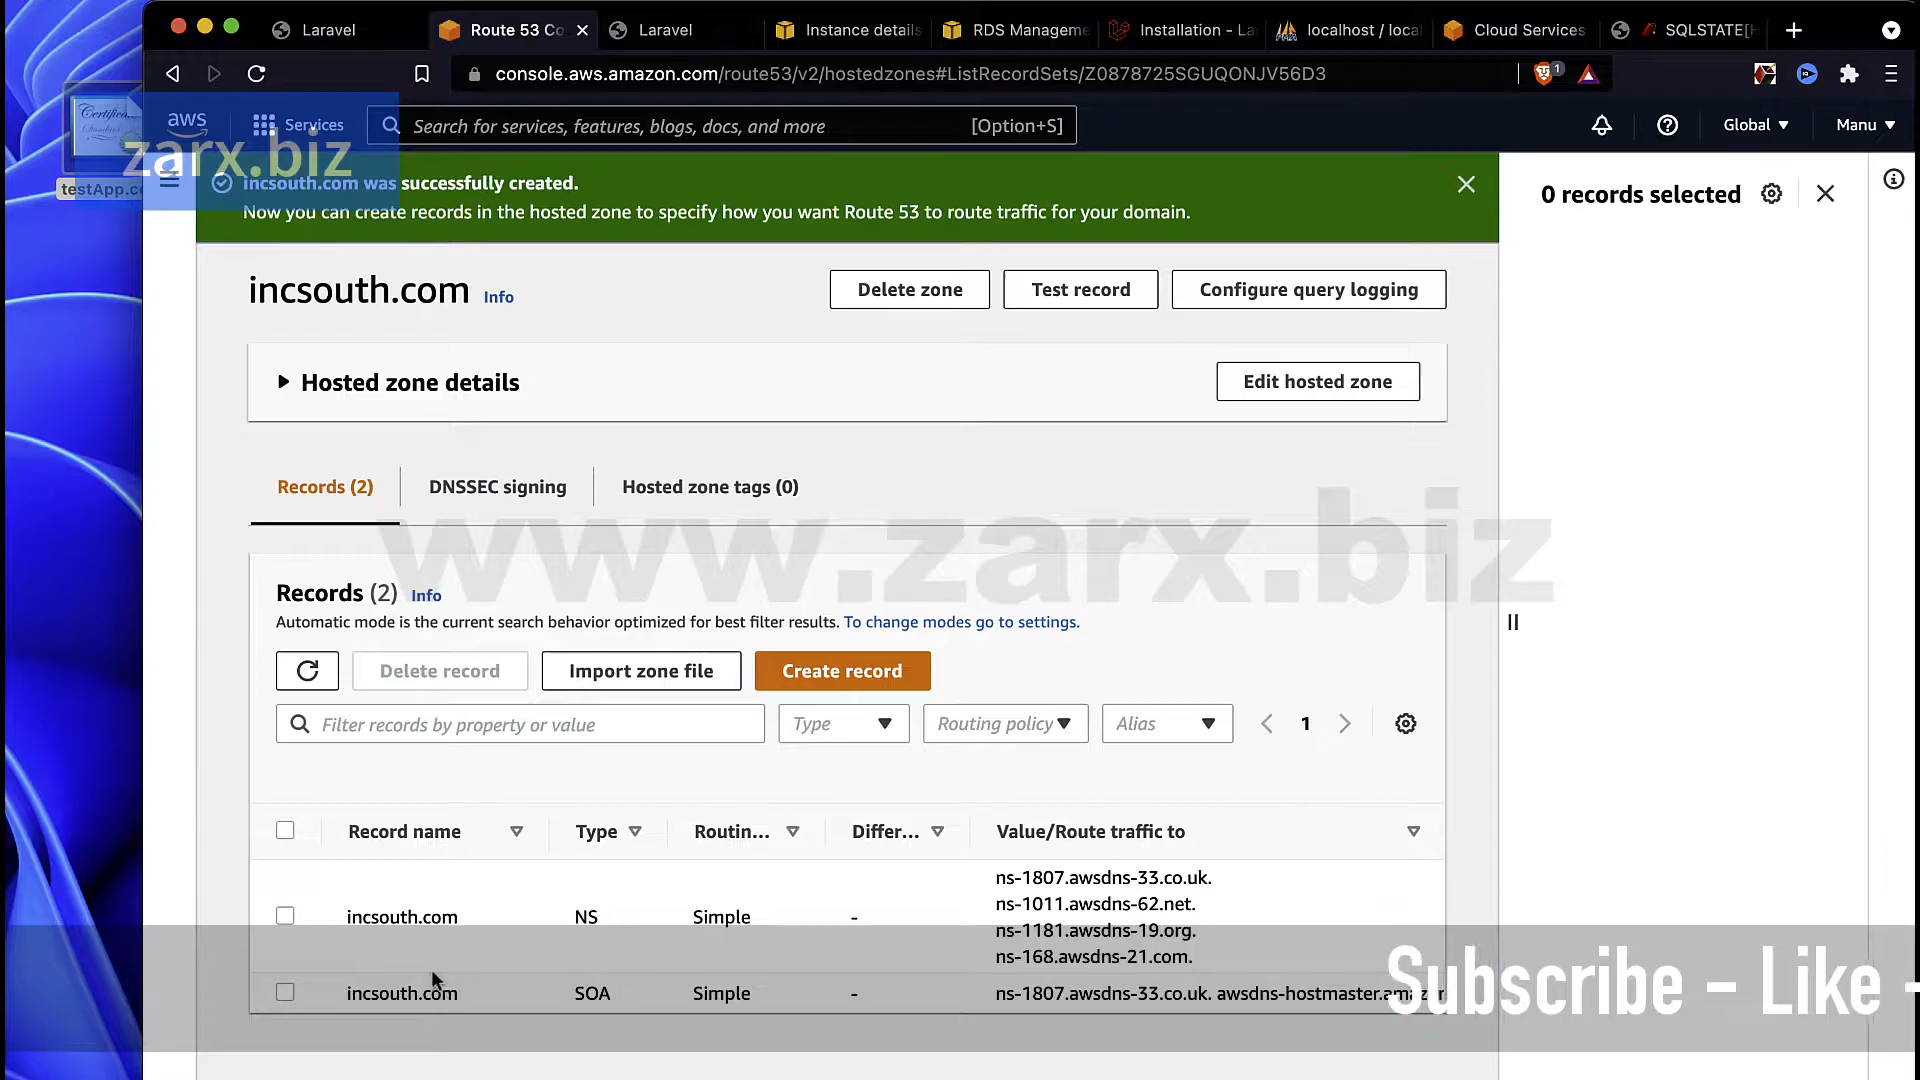 Laravel
Route 53 Co
Laravel
Instance details
RDS Manageme
Installation - La
localhost / local
Cloud Services
SQLSTATE[H
console.aws.amazon.com/route53/v2/hostedzones#ListRecordSets/Z0878725SGUQONJV56D3
1
Certifica
aws
Services
Search for services, features, blogs, docs, and more
[Option+S]
Global
Manu
zarx.biz
testApp.co
incsouth.com was successfully created.
Now you can create records in the hosted zone to specify how you want Route 53 to route traffic for your domain.
0 records selected
incsouth.com
Info
Delete zone
Test record
Configure query logging
Hosted zone details
Edit hosted zone
Records (2)
DNSSEC signing
Hosted zone tags (0)
www.zarx.biz
Records (2)
Info
Automatic mode is the current search behavior optimized for best filter results. To change modes go to settings.
Delete record
Import zone file
Create record
Filter records by property or value
Type
Routing policy
Alias
1
Record name
Type
Routin...
Differ...
Value/Route traffic to
incsouth.com
NS
Simple
-
ns-1807.awsdns-33.co.uk.
ns-1011.awsdns-62.net.
ns-1181.awsdns-19.org.
ns-168.awsdns-21.com.
incsouth.com
SOA
Simple
-
ns-1807.awsdns-33.co.uk. awsdns-hostmaster.amazon
Subscribe - Like -